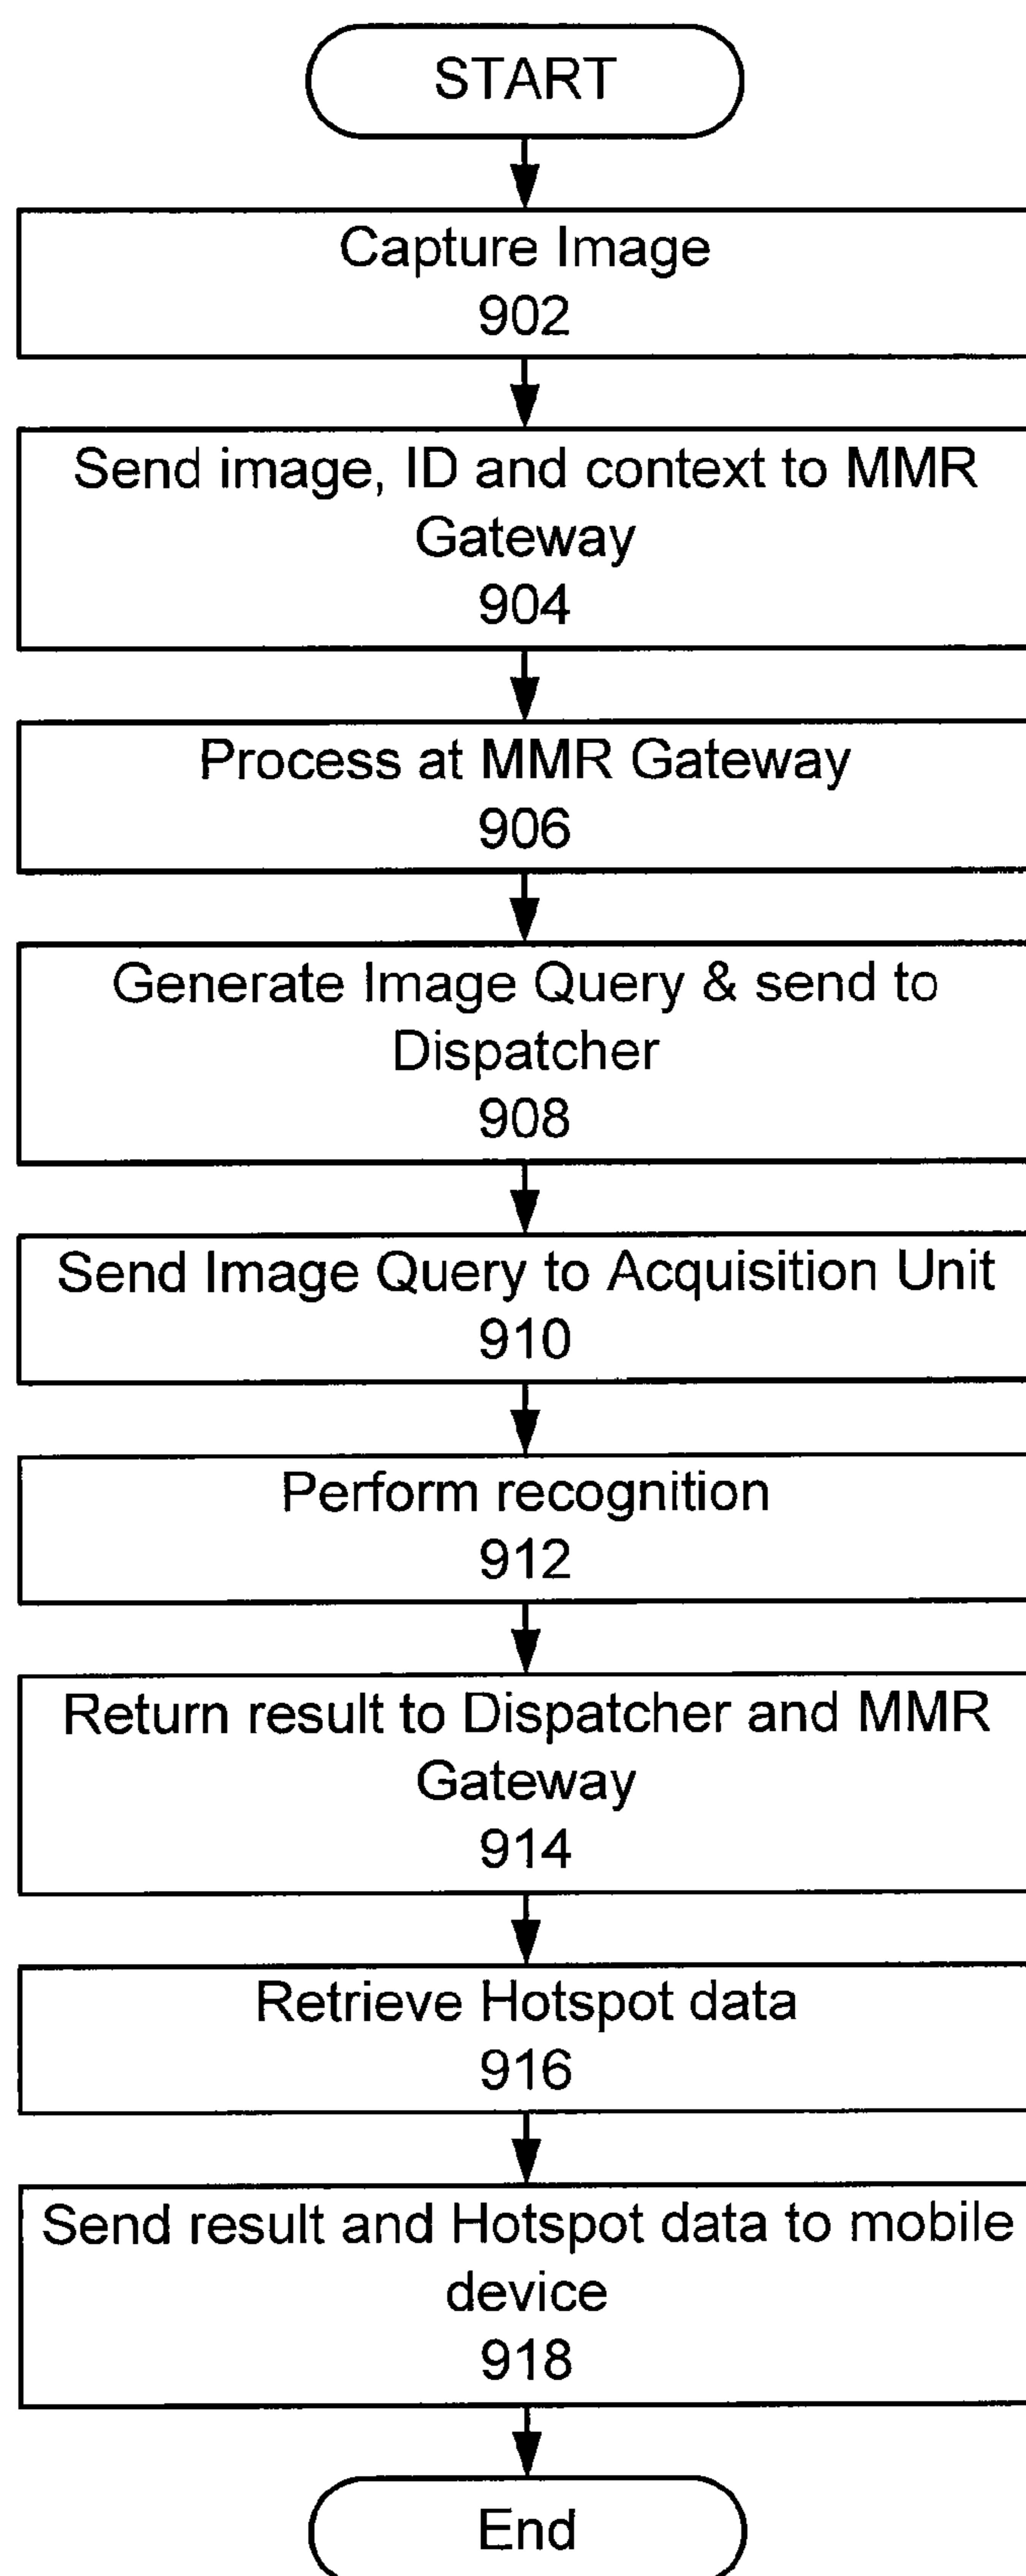 START
Capture Image
902
Send image, ID and context to MMR
Gateway
904
Process at MMR Gateway
906
Generate Image Query & send to
Dispatcher
908
Send Image Query to Acquisition Unit
910
Perform recognition
912
Return result to Dispatcher and MMR
Gateway
914
Retrieve Hotspot data
916
Send result and Hotspot data to mobile
device
918
End